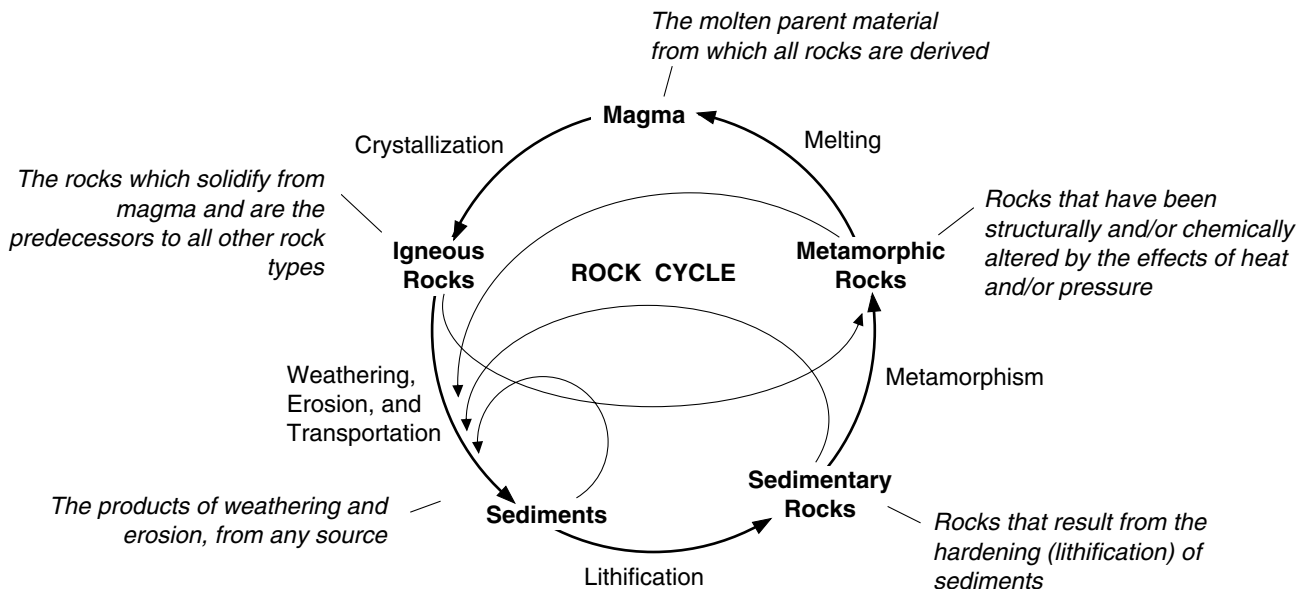 The molten parent material
from which all rocks are derived
Magma
Crystallization
Melting
The rocks which solidify from
magma and are the
predecessors to all other rock
types
Igneous
Rocks
ROCK CYCLE
Metamorphic
Rocks
Rocks that have been
structurally and/or chemically
altered by the effects of heat
and/or pressure
Weathering,
Erosion, and
Transportation
Metamorphism
The products of weathering and
erosion, from any source
Sediments
Sedimentary
Rocks
Rocks that result from the
hardening (lithification) of
sediments
Lithification